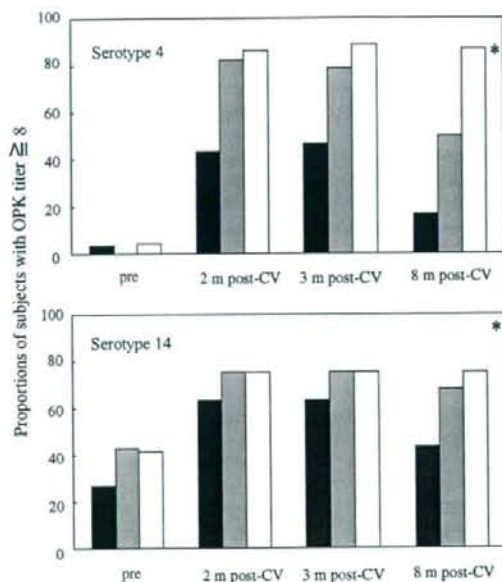 Proportions of subjects with OPK titer ≧ 8
Serotype 4
*
100
80
60
40
20
0
pre
2 m post-CV
3 m post-CV
8 m post-CV
Serotype 14
*
100
80
60
40
20
0
pre
2 m post-CV
3 m post-CV
8 m post-CV